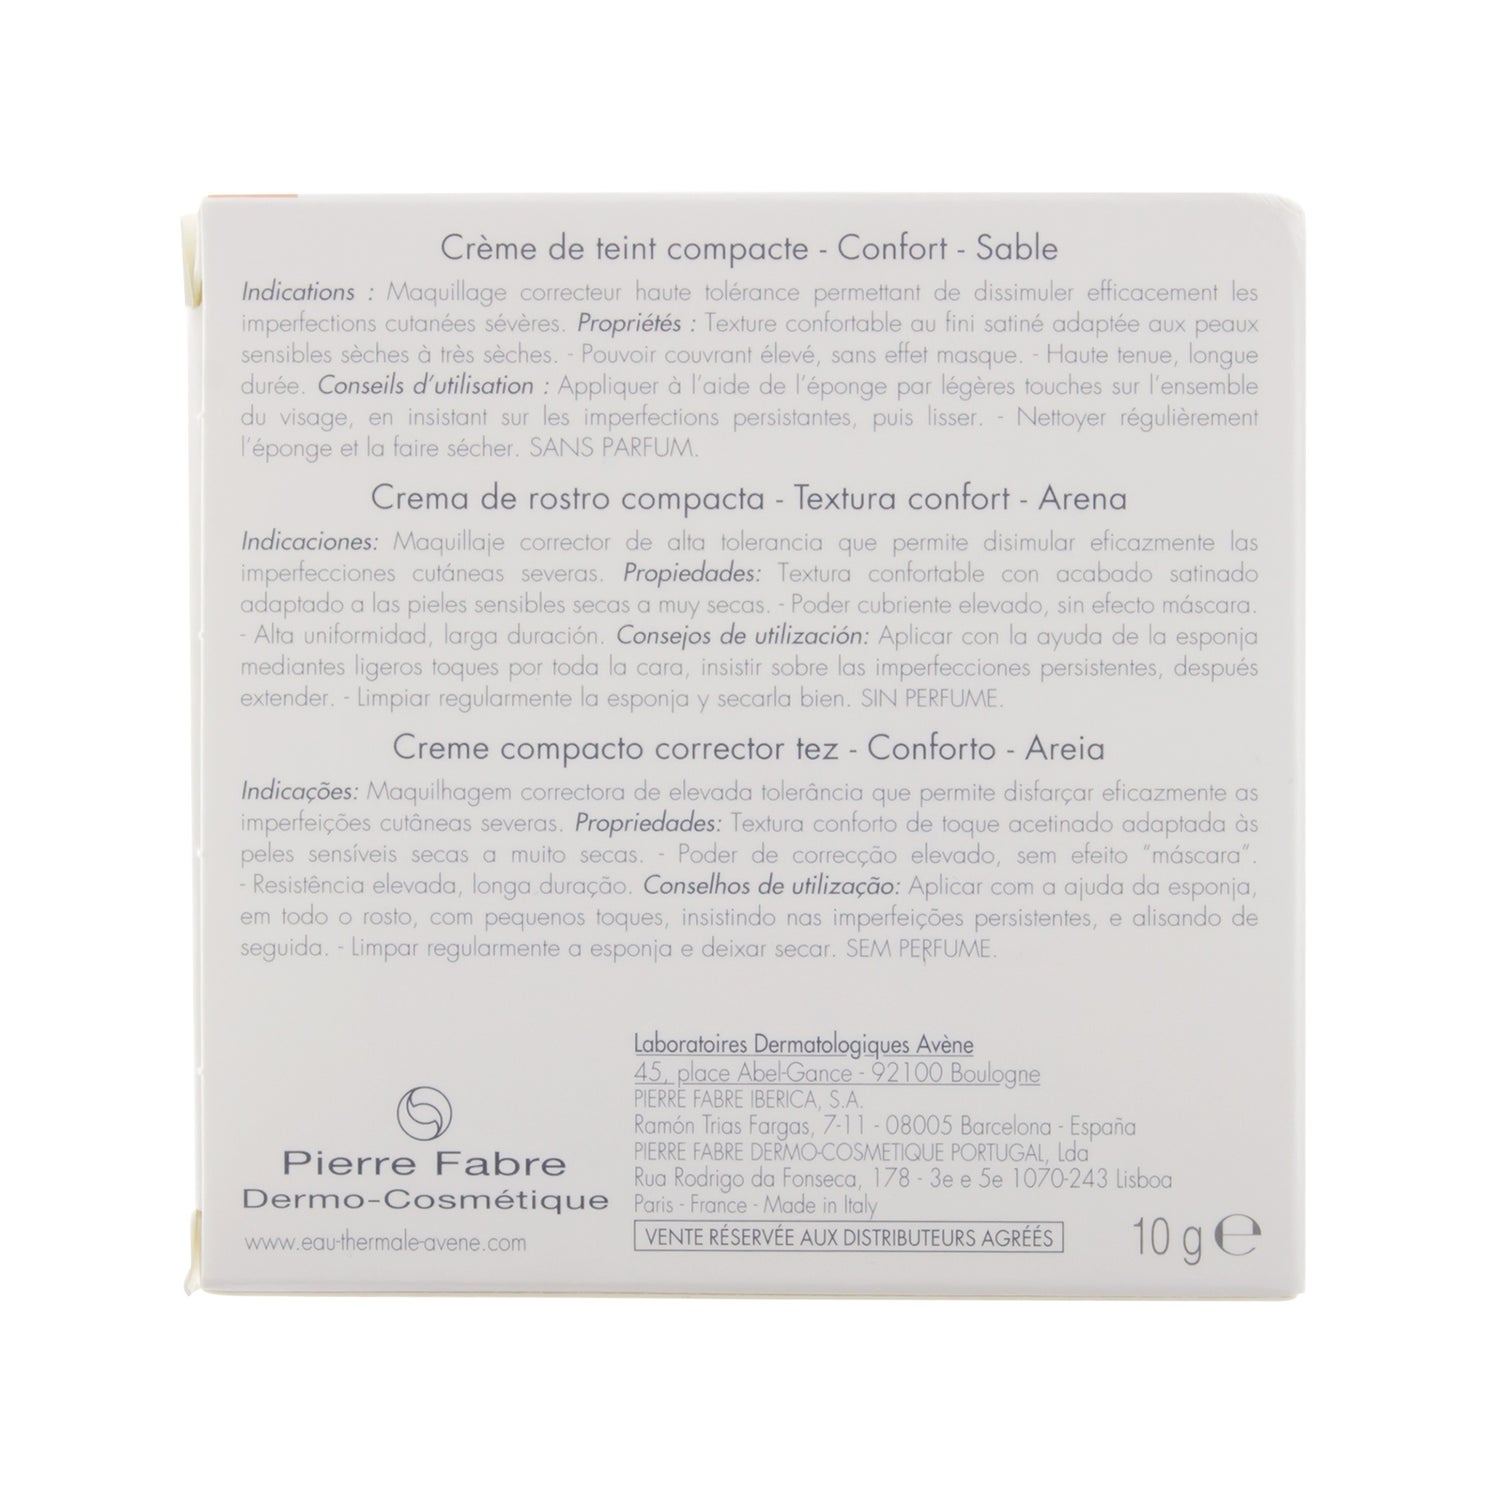 Crème de teint compacte - Confort - Sable
Indications : Maquillage correcteur haute tolérance permettant de dissimuler efficacement les
imperfections cutanées sévères. Propriétés : Texture confortable au fini satiné adaptée aux peaux
sensibles sèches à très sèches. - Pouvoir couvrant élevé, sans effet masque. - Haute tenue, longue
durée. Conseils d'utilisation : Appliquer à l'aide de l'éponge par légères touches sur l'ensemble
du visage, en insistant sur les imperfections persistantes, puis lisser. - Nettoyer régulièrement
l'éponge et la faire sécher. SANS PARFUM.
Crema de rostro compacta - Textura confort - Arena
Indicaciones: Maquillaje corrector de alta tolerancia que permite disimular eficazmente las
imperfecciones cutáneas severas. Propiedades: Textura confortable con acabado satinado
adaptado a las pieles sensibles secas a muy secas. - Poder cubriente elevado, sin efecto máscara.
- Alta uniformidad, larga duración. Consejos de utilización: Aplicar con la ayuda de la esponja
mediantes ligeros toques por toda la cara, insistir sobre las imperfecciones persistentes, después
extender. - Limpiar regularmente la esponja y secarla bien. SIN PERFUME.
Creme compacto corrector tez - Conforto - Areia
Indicações: Maquilhagem correctora de elevada tolerância que permite disfarçar eficazmente as
imperfeições cutâneas severas. Propriedades: Textura conforto de toque acetinado adaptada às
peles sensíveis secas a muito secas. - Poder de correcção elevado, sem efeito "máscara".
- Resistência elevada, longa duração. Conselhos de utilização: Aplicar com a ajuda da esponja,
em todo o rosto, com pequenos toques, insistindo nas imperfeições persistentes, e alisando de
seguida. - Limpar regularmente a esponja e deixar secar. SEM PERFUME.
Laboratoires Dermatologiques Avène
45, place Abel-Gance - 92100 Boulogne
PIERRE FABRE IBERICA, S.A.
Ramón Trias Fargas, 7-11 - 08005 Barcelona - España
PIERRE FABRE DERMO-COSMETIQUE PORTUGAL, Lda
Rua Rodrigo da Fonseca, 178 - 3e e 5e 1070-243 Lisboa
Paris - France - Made in Italy
VENTE RÉSERVÉE AUX DISTRIBUTEURS AGRÉÉS
Pierre Fabre
Dermo-Cosmétique
www.eau-thermale-avene.com
10 g e